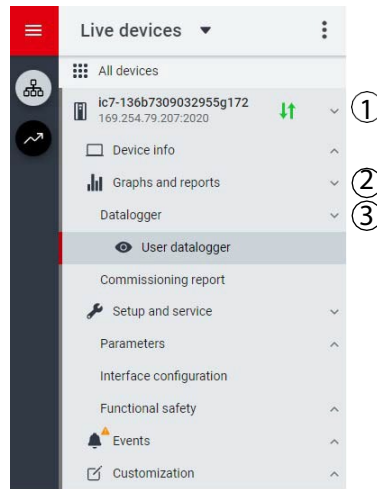 Live devices
All devices
ic7-136b7309032955g172
169.254.79.207:2020
1
Device info
Graphs and reports
2
Datalogger
3
User datalogger
Commissioning report
Setup and service
Parameters
Interface configuration
Functional safety
Events
Customization